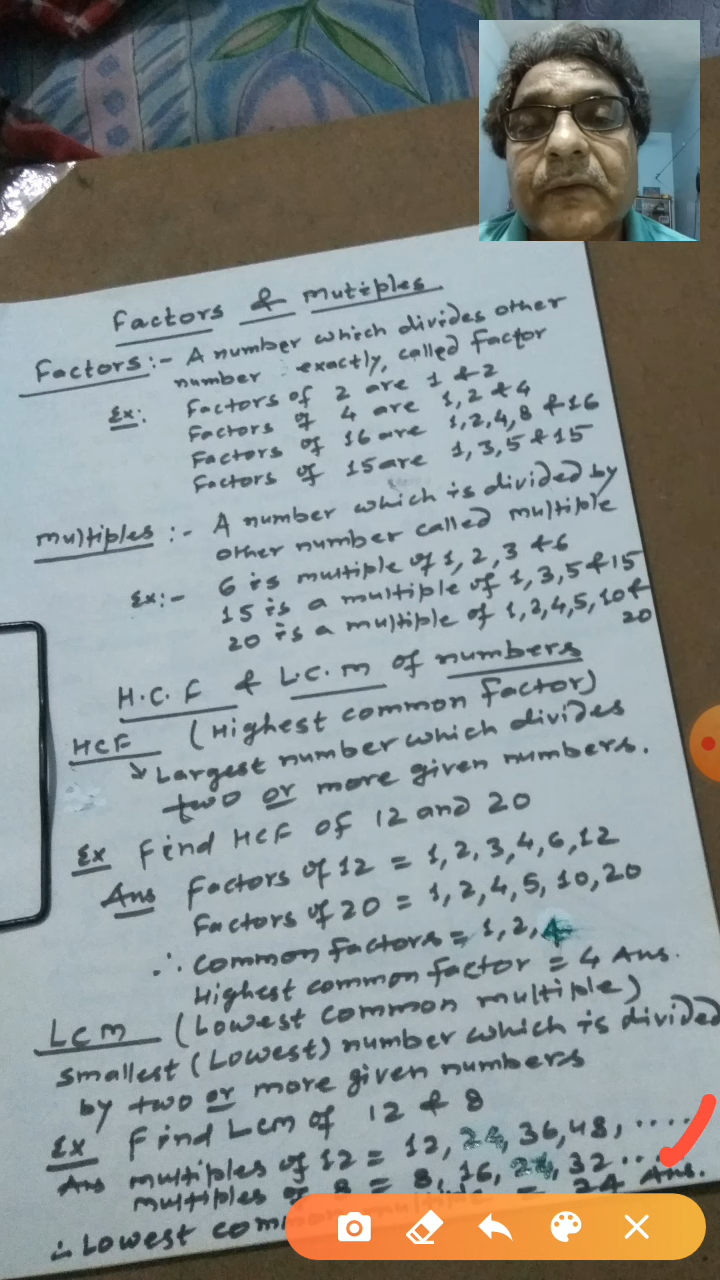 Factors & mutiples
Factors :- A number which divides other
number exactly, called factor
Ex: Factors of 2 are 1 & 2
Factors of 4 are 1, 2 & 4
Factors of 16 are 1, 2, 4, 8 & 16
Factors of 15 are 1, 3, 5 & 15
multiples :- A number which is divided by
other number called multiple
Ex:- 6 is multiple of 1, 2, 3 & 6
15 is a multiple of 1, 3, 5 & 15
20 is a multiple of 1, 2, 4, 5, 10 &
20
H.C.F & L.C.m of numbers
HCF (Highest common factor)
↘ Largest number which divides
two or more given numbers.
Ex Find HCF of 12 and 20
Ans Factors of 12 = 1, 2, 3, 4, 6, 12
Factors of 20 = 1, 2, 4, 5, 10, 20
∴ common factors = 1, 2, 4
Highest common factor = 4 Ans.
Lcm (Lowest common multiple)
smallest (Lowest) number which is divided
by two or more given numbers
Ex Find Lcm of 12 & 8
Ans multiples of 12 = 12, 24, 36, 48, ....
multiples of 8 = 8, 16, 24, 32 ...
∴ Lowest common = 24 Ans.